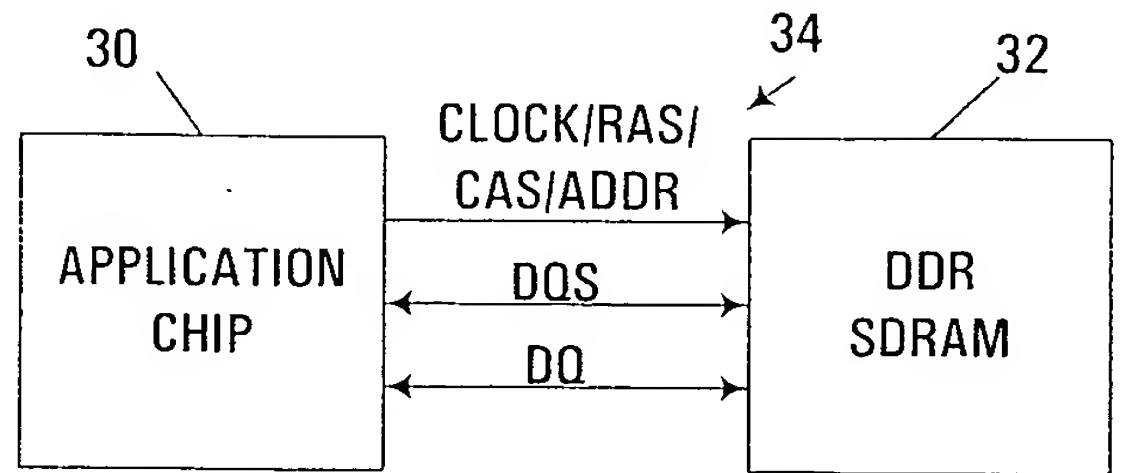 30
34
32
CLOCK/RAS/
CAS/ADDR
APPLICATION
CHIP
DQS
DQ
DDR
SDRAM